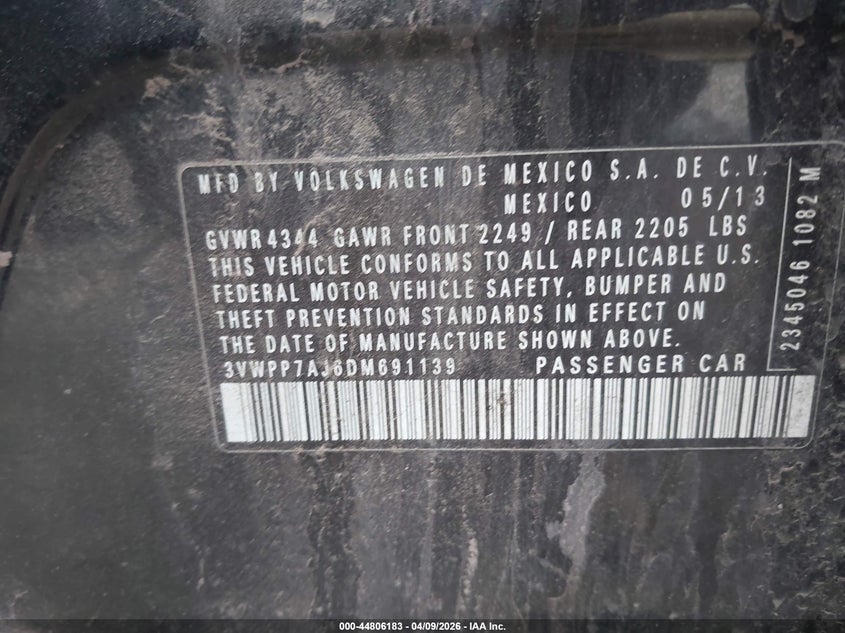 MFD BY VOLKSWAGEN DE MEXICO S.A. DE C.V.
MEXICO 05/13
GVWR 4344 GAWR FRONT 2249 / REAR 2205 LBS
THIS VEHICLE CONFORMS TO ALL APPLICABLE U.S.
FEDERAL MOTOR VEHICLE SAFETY, BUMPER AND
THEFT PREVENTION STANDARDS IN EFFECT ON
THE DATE OF MANUFACTURE SHOWN ABOVE.
3VWPP7AJ6DM691139 PASSENGER CAR
2345046 1082 M
000-44806183 - 04/09/2026 - IAA Inc.